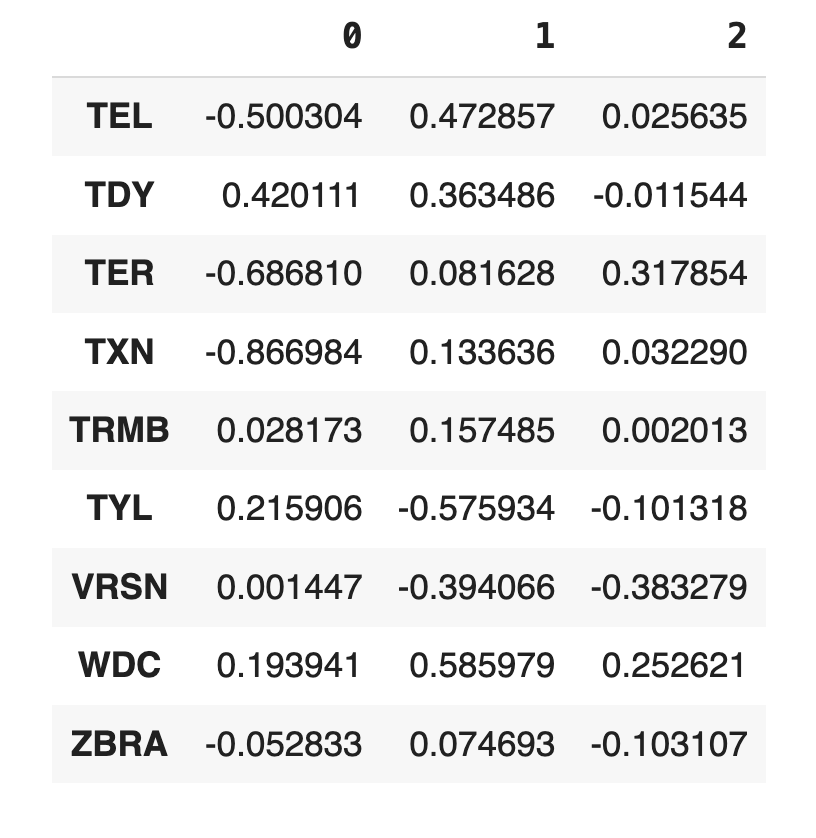 0 1 2
TEL -0.500304 0.472857 0.025635
TDY 0.420111 0.363486 -0.011544
TER -0.686810 0.081628 0.317854
TXN -0.866984 0.133636 0.032290
TRMB 0.028173 0.157485 0.002013
TYL 0.215906 -0.575934 -0.101318
VRSN 0.001447 -0.394066 -0.383279
WDC 0.193941 0.585979 0.252621
ZBRA -0.052833 0.074693 -0.103107